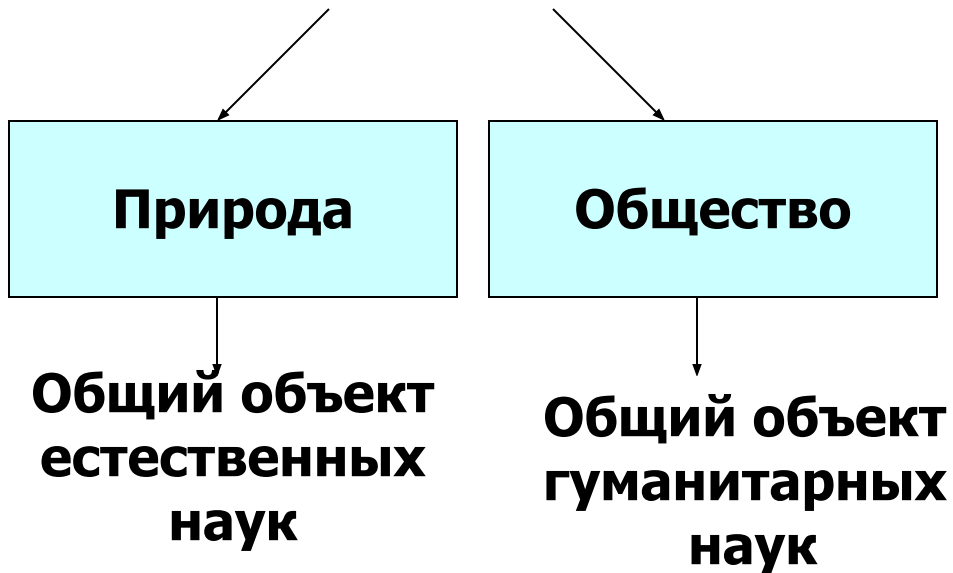 Природа
Общество
Общий объект
естественных
наук
Общий объект
гуманитарных
наук